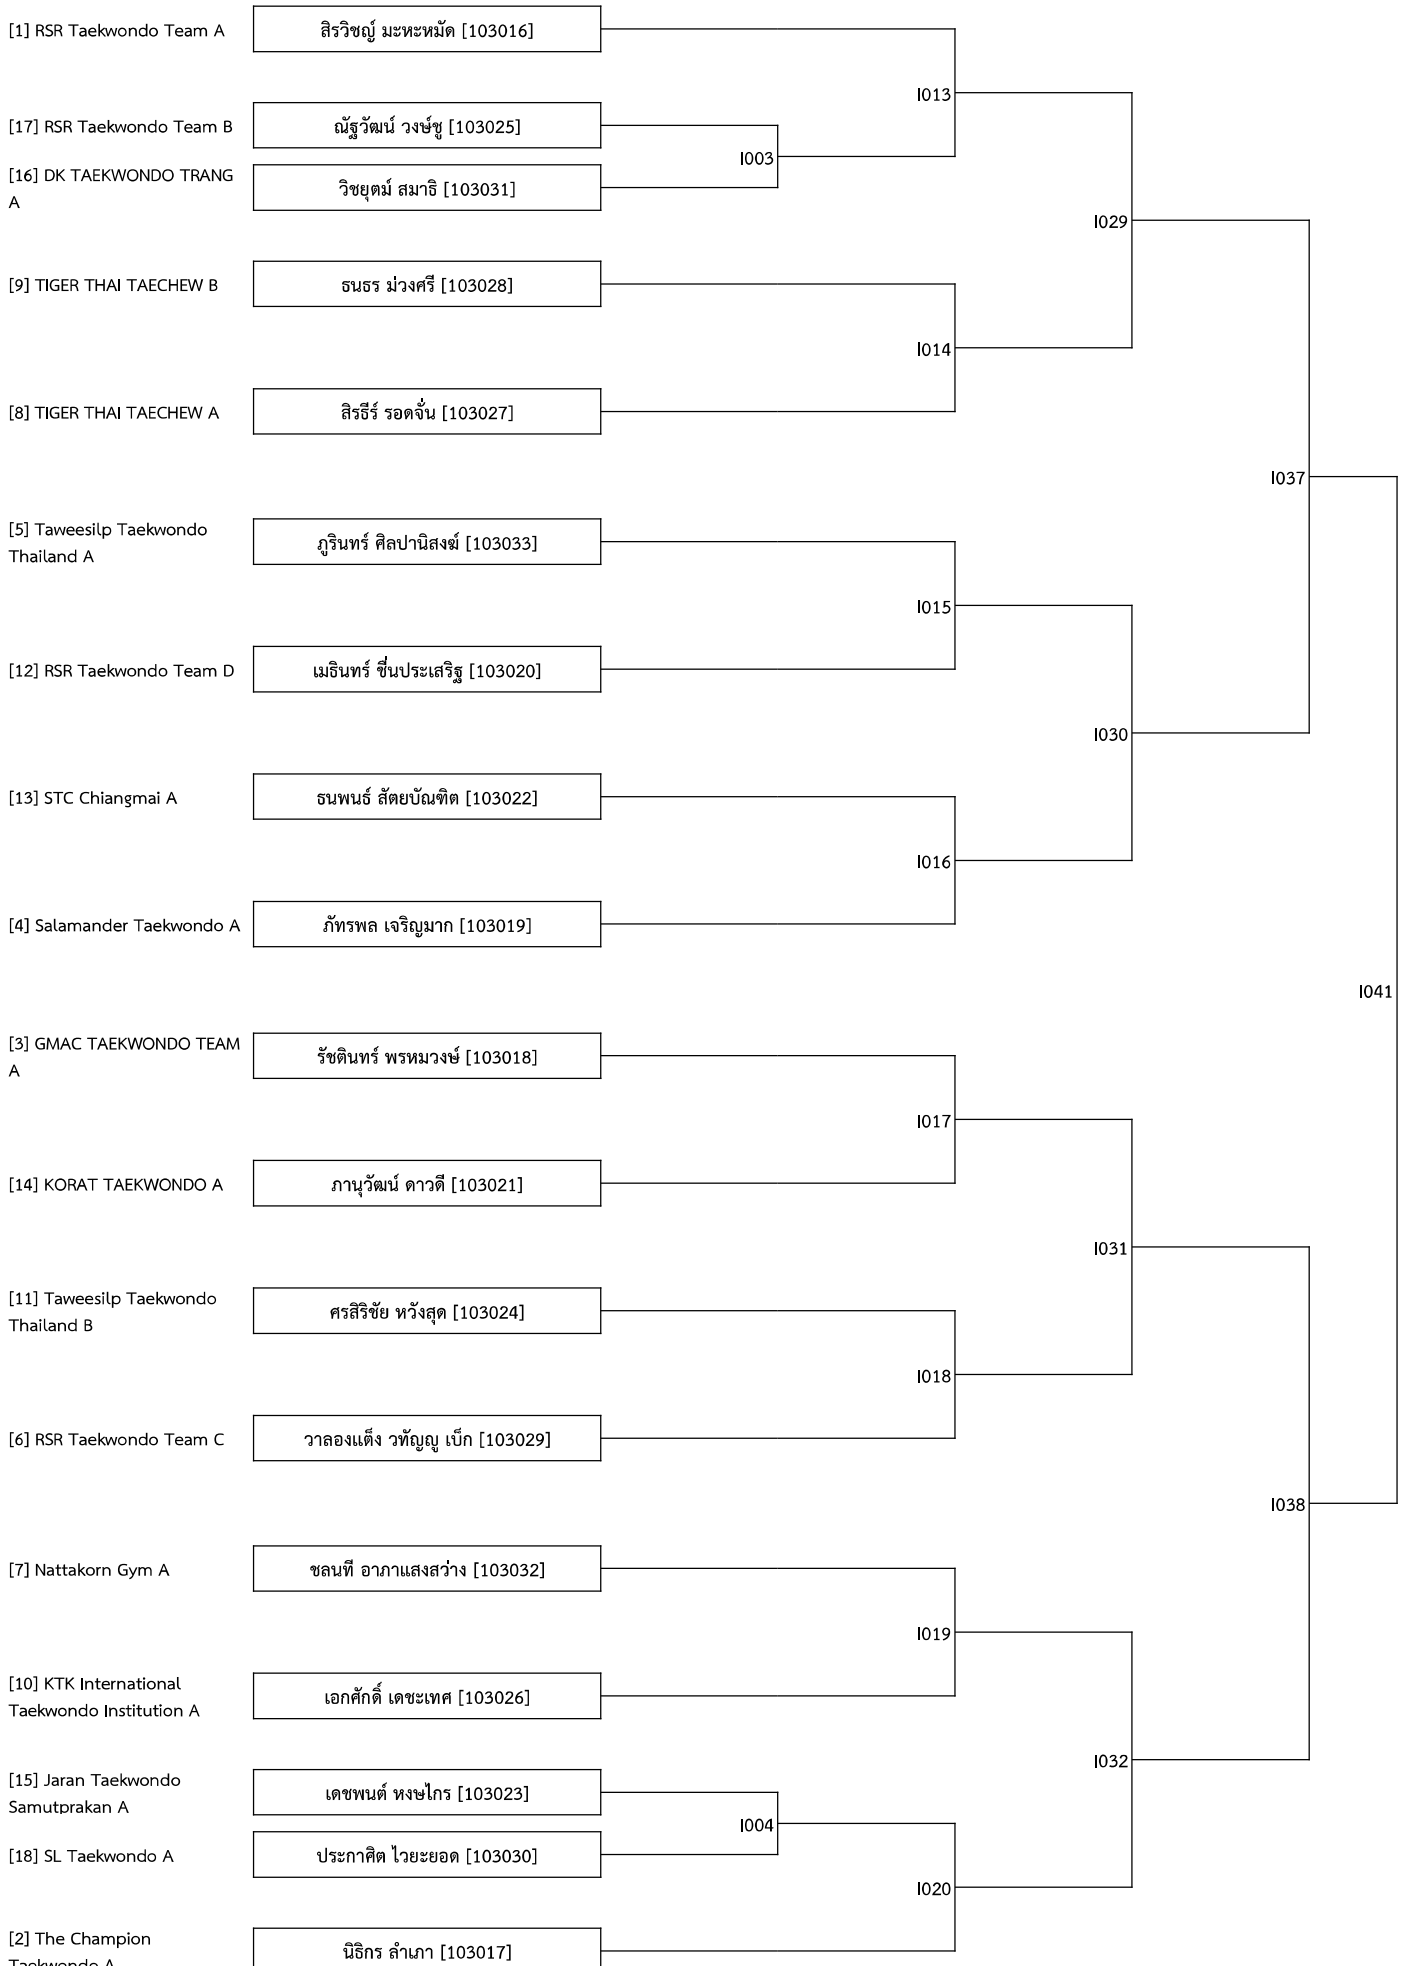 [1] RSR Taekwondo Team A
สิรวิชญ์ มะหะหมัด [103016]
I013
[17] RSR Taekwondo Team B
ณัฐวัฒน์ วงษ์ชู [103025]
I003
[16] DK TAEKWONDO TRANG
A
วิชยุตม์ สมาธิ [103031]
I029
[9] TIGER THAI TAECHEW B
ธนธร ม่วงศรี [103028]
I014
[8] TIGER THAI TAECHEW A
สิรธีร์ รอดจั่น [103027]
I037
[5] Taweesilp Taekwondo
Thailand A
ภูรินทร์ ศิลปานิสงฆ์ [103033]
I015
[12] RSR Taekwondo Team D
เมธินทร์ ชื่นประเสริฐ [103020]
I030
[13] STC Chiangmai A
ธนพนธ์ สัตยบัณฑิต [103022]
I016
[4] Salamander Taekwondo A
ภัทรพล เจริญมาก [103019]
I041
[3] GMAC TAEKWONDO TEAM
A
รัชตินทร์ พรหมวงษ์ [103018]
I017
[14] KORAT TAEKWONDO A
ภานุวัฒน์ ดาวดี [103021]
I031
[11] Taweesilp Taekwondo
Thailand B
ศรสิริชัย หวังสุด [103024]
I018
[6] RSR Taekwondo Team C
วาลองแต็ง วทัญญู เบ็ก [103029]
I038
[7] Nattakorn Gym A
ชลนที อาภาแสงสว่าง [103032]
I019
[10] KTK International
Taekwondo Institution A
เอกศักดิ์ เดชะเทศ [103026]
I032
[15] Jaran Taekwondo
Samutprakan A
เดชพนต์ หงษไกร [103023]
I004
[18] SL Taekwondo A
ประกาศิต ไวยะยอด [103030]
I020
[2] The Champion
Taekwondo A
นิธิกร ลำเภา [103017]